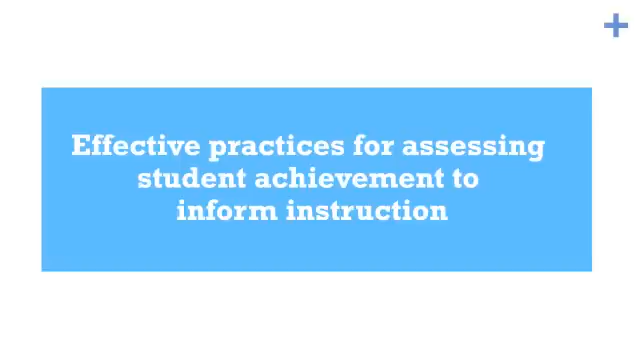 Effective practices for assessing
student achievement to
inform instruction